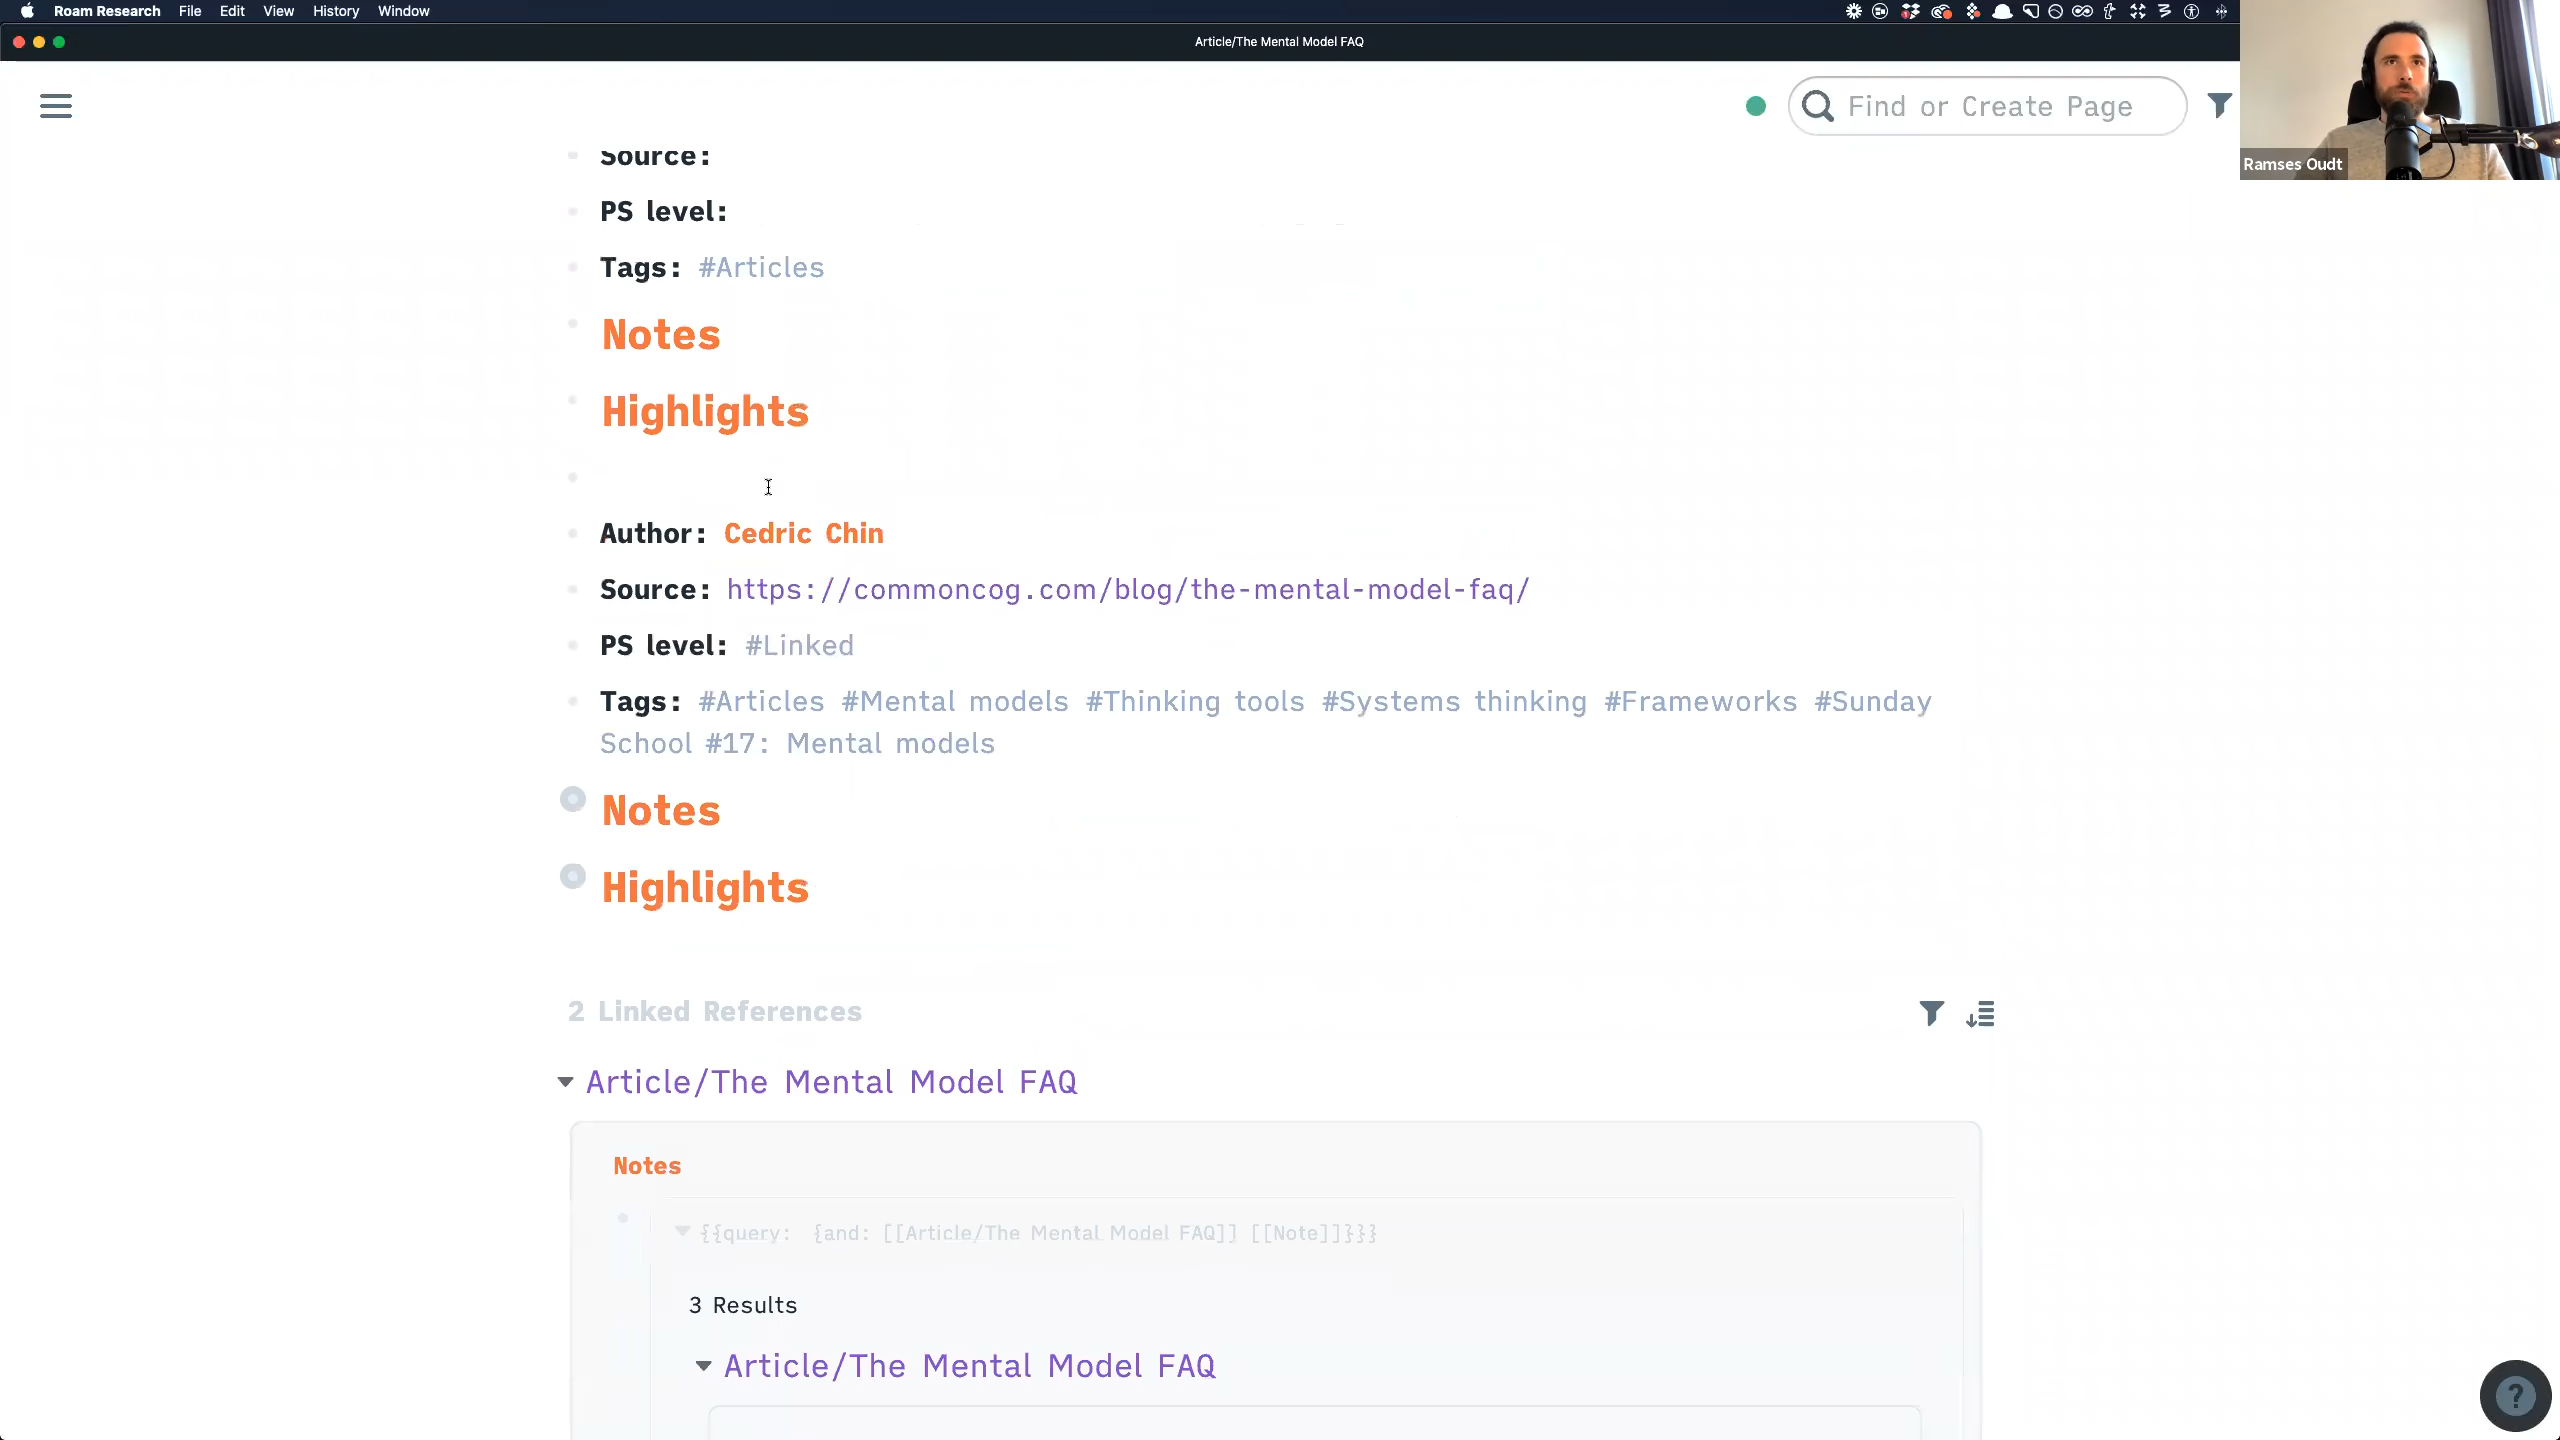 Roam Research File Edit View History Window
Article/The Mental Model FAQ
Find or Create Page
Ramses Oudt
Source:
PS level:
Tags: #Articles
Notes
Highlights
Author: Cedric Chin
Source: https://commoncog.com/blog/the-mental-model-faq/
PS level: #Linked
Tags: #Articles #Mental models #Thinking tools #Systems thinking #Frameworks #Sunday
School #17: Mental models
Notes
Highlights
2 Linked References
Article/The Mental Model FAQ
Notes
{{query: {and: [[Article/The Mental Model FAQ]] [[Note]]}}}
3 Results
Article/The Mental Model FAQ
?